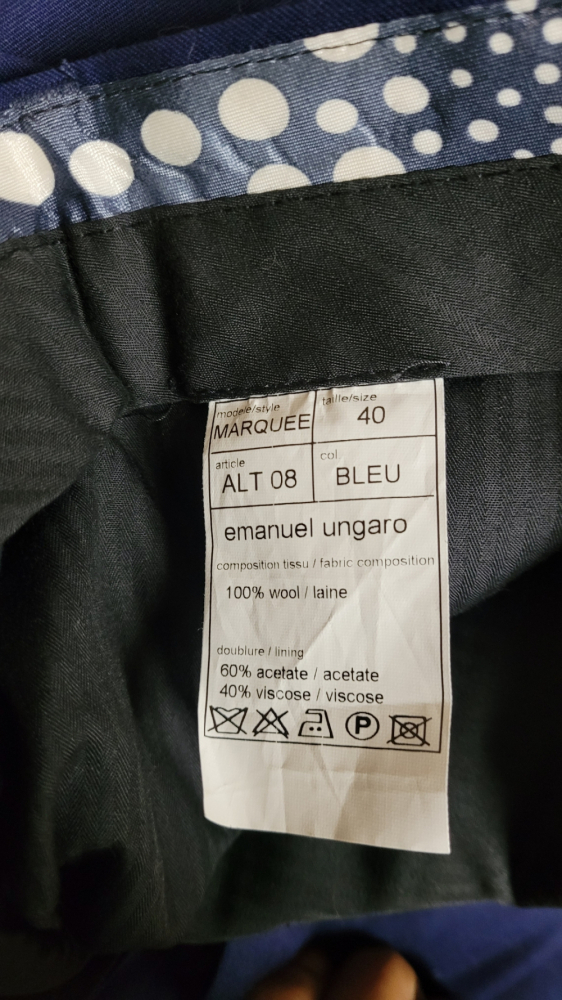 modele/style
MARQUEE
taille/size
40
article
ALT 08
col
BLEU
emanuel ungaro
composition tissu / fabric composition
100% wool / laine
doublure / lining
60% acetate / acetate
40% viscose / viscose
P